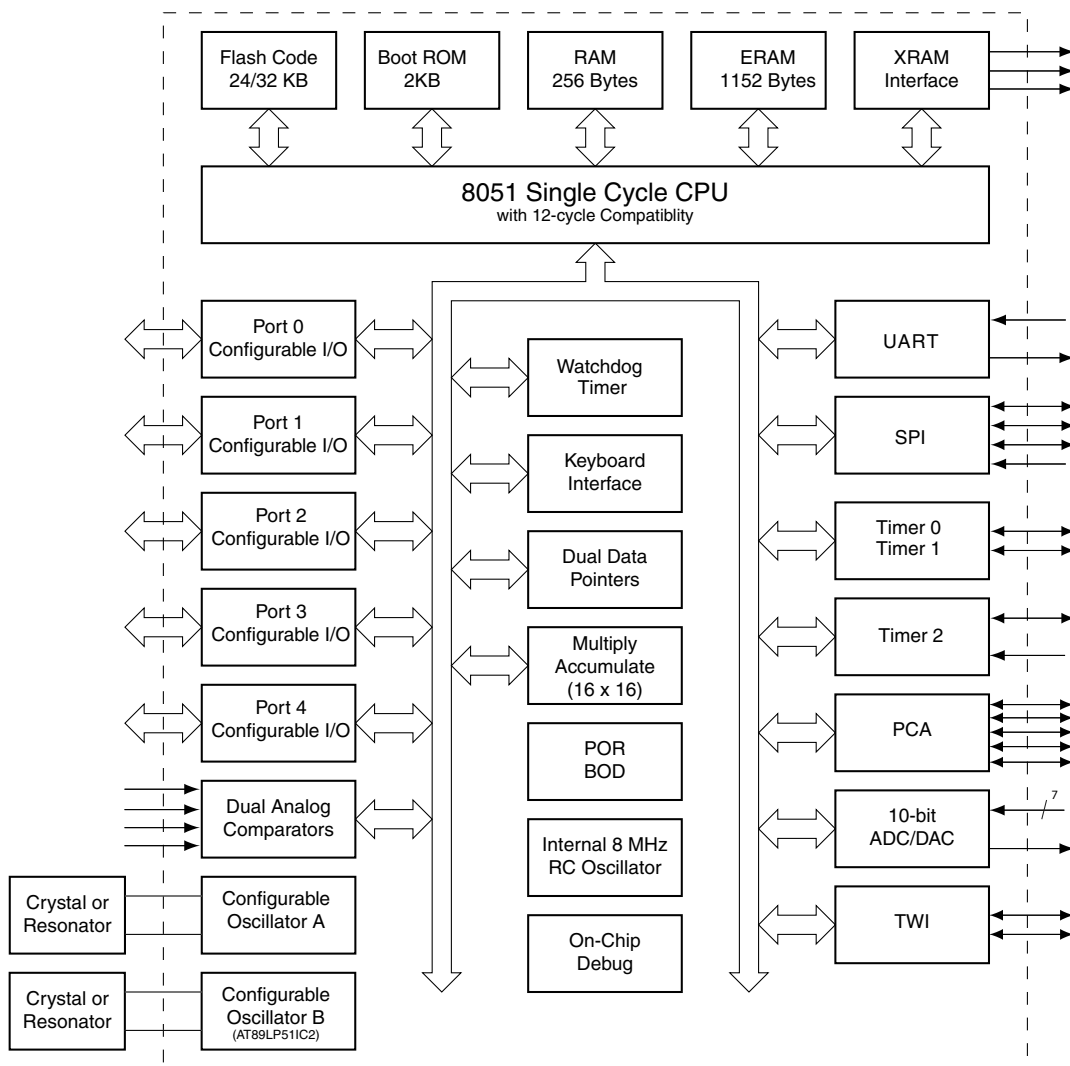 Flash Code
24/32 KB
Boot ROM
2KB
RAM
256 Bytes
ERAM
1152 Bytes
XRAM
Interface
8051 Single Cycle CPU
with 12-cycle Compatiblity
Port 0
Configurable I/O
Port 1
Configurable I/O
Port 2
Configurable I/O
Port 3
Configurable I/O
Port 4
Configurable I/O
Dual Analog
Comparators
Crystal or
Resonator
Configurable
Oscillator A
Crystal or
Resonator
Configurable
Oscillator B
(AT89LP51IC2)
Watchdog
Timer
Keyboard
Interface
Dual Data
Pointers
Multiply
Accumulate
(16 x 16)
POR
BOD
Internal 8 MHz
RC Oscillator
On-Chip
Debug
UART
SPI
Timer 0
Timer 1
Timer 2
PCA
10-bit
ADC/DAC
7
TWI